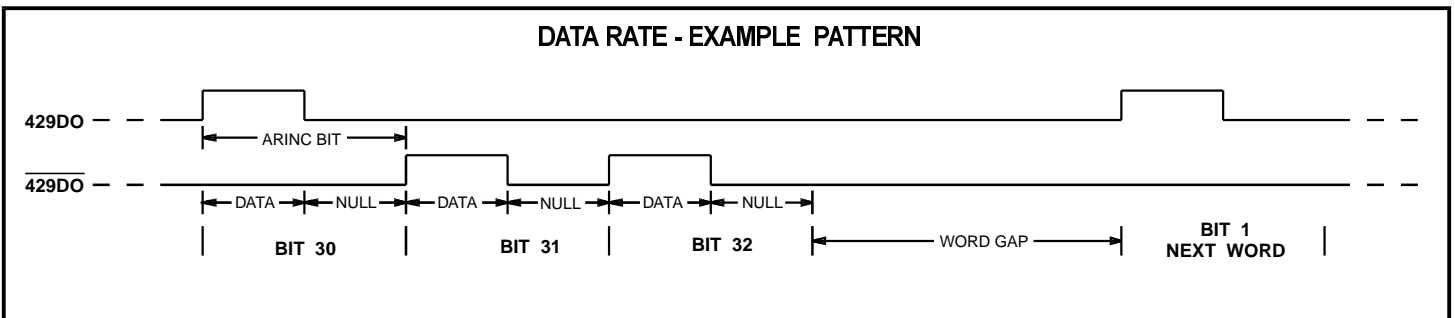 DATA RATE - EXAMPLE PATTERN
429DO
ARINC BIT
429DO
DATA NULL DATA NULL DATA NULL
BIT 30 BIT 31 BIT 32 WORD GAP BIT 1
NEXT WORD